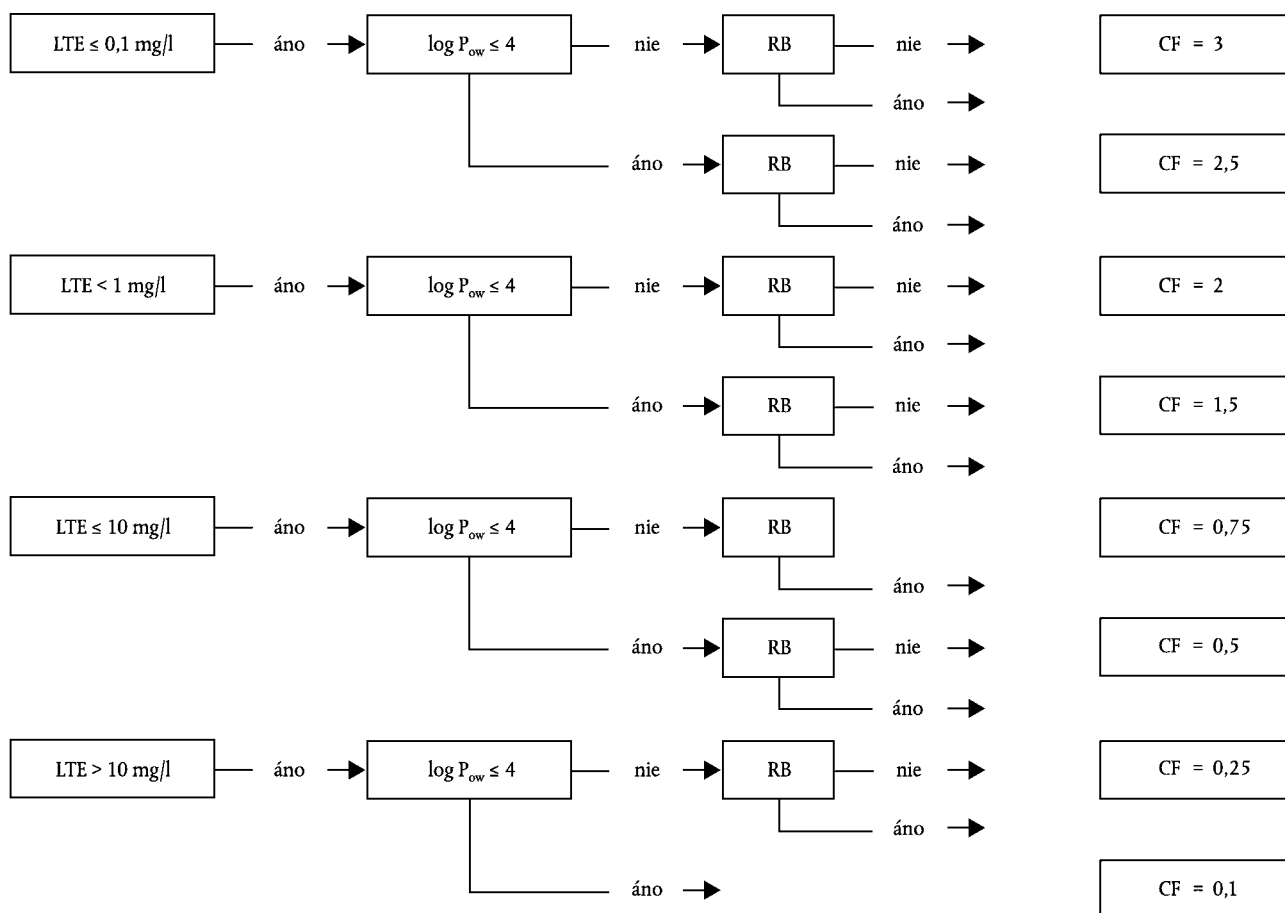 LTE ≤ 0,1 mg/l áno log Pow ≤ 4 nie RB nie CF = 3
áno
áno RB nie CF = 2,5
áno
LTE < 1 mg/l áno log Pow ≤ 4 nie RB nie CF = 2
áno
áno RB nie CF = 1,5
áno
LTE ≤ 10 mg/l áno log Pow ≤ 4 nie RB CF = 0,75
áno
áno RB nie CF = 0,5
áno
LTE > 10 mg/l áno log Pow ≤ 4 nie RB nie CF = 0,25
áno
áno CF = 0,1